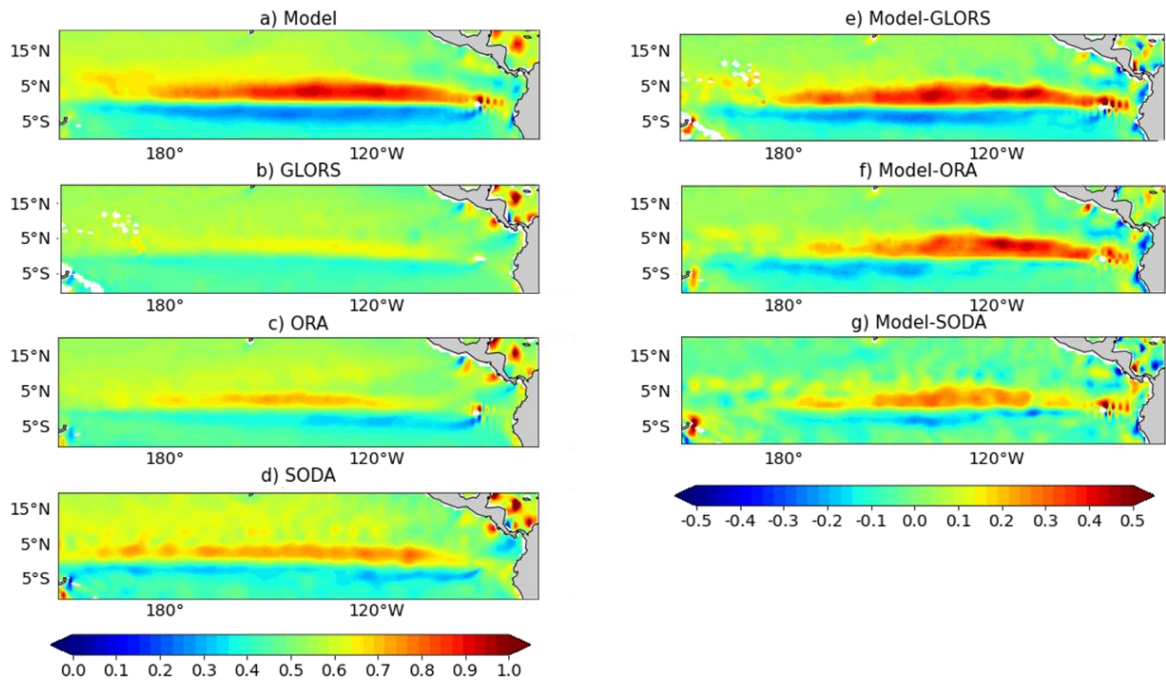 a) Model
15°N
5°N
5°S
180°
120°W
b) GLORS
15°N
5°N
5°S
180°
120°W
c) ORA
15°N
5°N
5°S
180°
120°W
d) SODA
15°N
5°N
5°S
180°
120°W
0.0 0.1 0.2 0.3 0.4 0.5 0.6 0.7 0.8 0.9 1.0
e) Model-GLORS
15°N
5°N
5°S
180°
120°W
f) Model-ORA
15°N
5°N
5°S
180°
120°W
g) Model-SODA
15°N
5°N
5°S
180°
120°W
-0.5 -0.4 -0.3 -0.2 -0.1 0.0 0.1 0.2 0.3 0.4 0.5